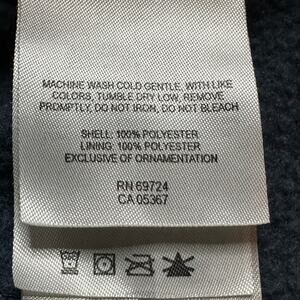 MACHINE WASH COLD GENTLE, WITH LIKE
COLORS, TUMBLE DRY LOW, REMOVE
PROMPTLY, DO NOT IRON, DO NOT BLEACH
SHELL: 100% POLYESTER
LINING: 100% POLYESTER
EXCLUSIVE OF ORNAMENTATION
RN 69724
CA 05367